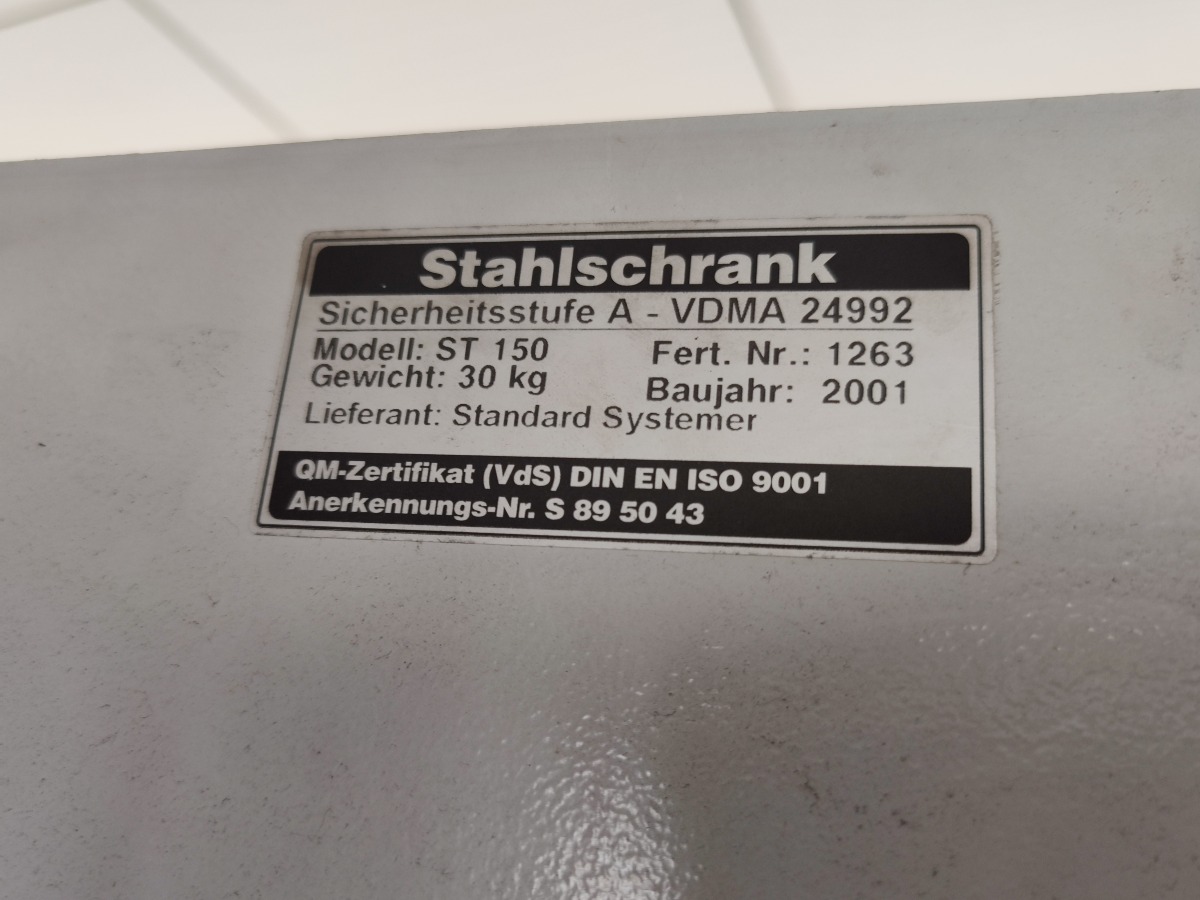 Stahlschrank
Sicherheitsstufe A - VDMA 24992
Modell: ST 150 Fert. Nr.: 1263
Gewicht: 30 kg Baujahr: 2001
Lieferant: Standard Systemer
QM-Zertifikat (VdS) DIN EN ISO 9001
Anerkennungs-Nr. S 89 50 43